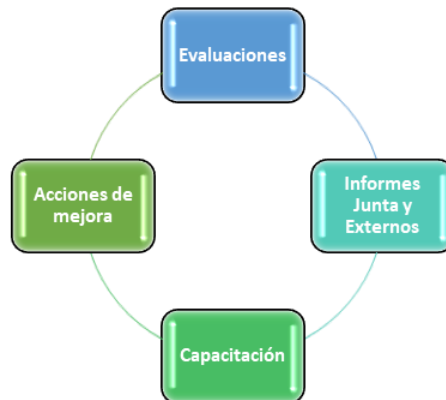 Evaluaciones
Informes
Junta y
Externos
Capacitación
Acciones de
mejora